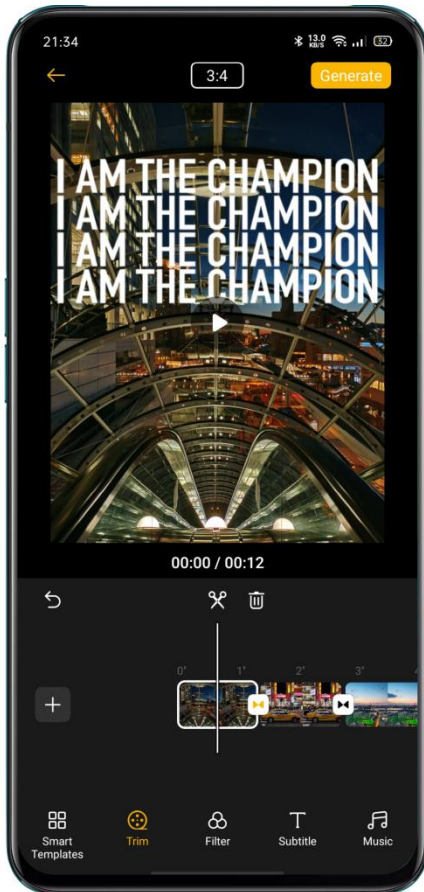 21:34
13.0
KB/S
32
3:4
Generate
I AM THE CHAMPION
I AM THE CHAMPION
I AM THE CHAMPION
I AM THE CHAMPION
00:00 / 00:12
0"
1"
2"
3"
Smart
Templates
Trim
Filter
Subtitle
Music